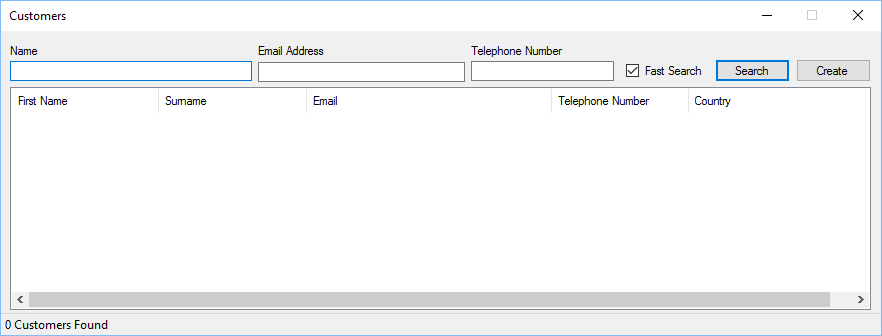 Customers
Name
Email Address
Telephone Number
Fast Search
Search
Create
First Name
Surname
Email
Telephone Number
Country
0 Customers Found